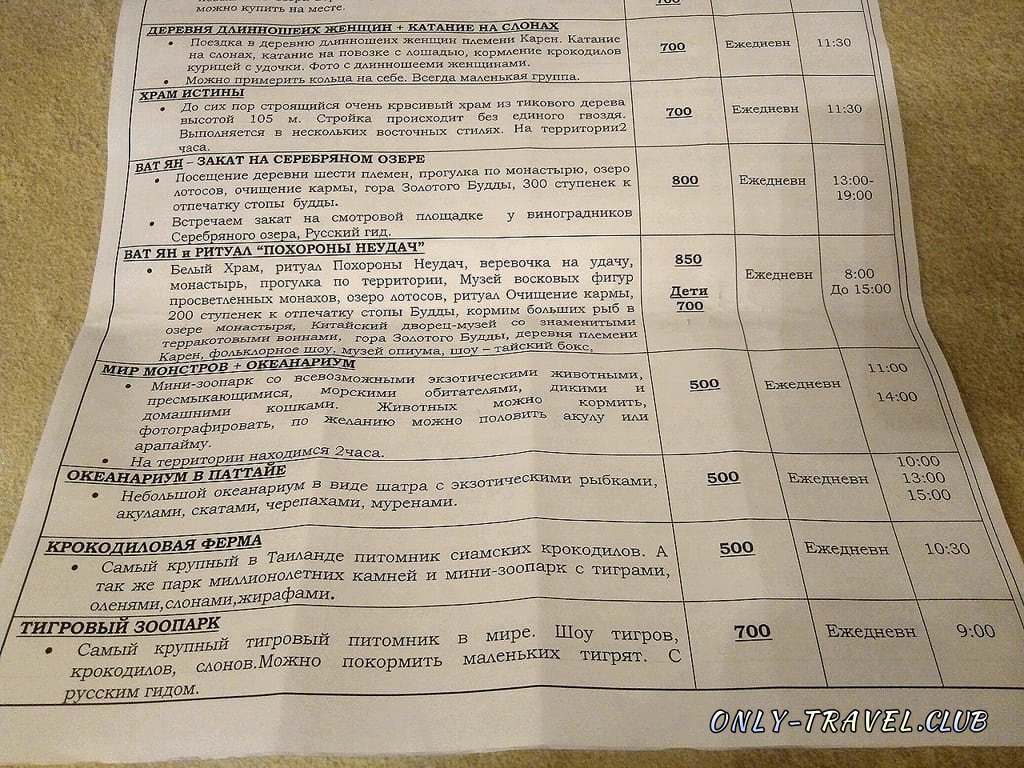 можно купить на месте.
700
ДЕРЕВНЯ ДЛИННОШЕИХ ЖЕНЩИН + КАТАНИЕ НА СЛОНАХ
• Поездка в деревню длинношеих женщин племени Карен. Катание
на слонах, катание на повозке с лошадью, кормление крокодилов
курицей с удочки. Фото с длинношееми женщинами.
• Можно примерить кольца на себе. Всегда маленькая группа.
700
Ежедневн
11:30
ХРАМ ИСТИНЫ
• До сих пор строящийся очень крвсивый храм из тикового дерева
высотой 105 м. Стройка происходит без единого гвоздя.
Выполняется в нескольких восточных стилях. На территории2
часа.
700
Ежедневн
11:30
ВАТ ЯН – ЗАКАТ НА СЕРЕБРЯНОМ ОЗЕРЕ
• Посещение деревни шести племен, прогулка по монастырю, озеро
лотосов, очищение кармы, гора Золотого Будды, 300 ступенек к
отпечатку стопы будды.
• Встречаем закат на смотровой площадке у виноградников
Серебряного озера, Русский гид.
800
Ежедневн
13:00-
19:00
ВАТ ЯН и РИТУАЛ “ПОХОРОНЫ НЕУДАЧ”
• Белый Храм, ритуал Похороны Неудач, веревочка на удачу,
монастырь, прогулка по территории, Музей восковых фигур
просветленных монахов, озеро лотосов, ритуал Очищение кармы,
200 ступенек к отпечатку стопы Будды, кормим больших рыб в
озере монастыря, Китайский дворец-музей со знаменитыми
терракотовыми воинами, гора Золотого Будды, деревня племени
Карен, фольклорное шоу, музей опиума, шоу – тайский бокс,
850
Дети
700
Ежедневн
8:00
До 15:00
МИР МОНСТРОВ + ОКЕАНАРИУМ
• Мини-зоопарк со всевозможными экзотическими животными,
пресмыкающимися, морскими обитателями, дикими и
домашними кошками. Животных можно кормить,
фотографировать, по желанию можно половить акулу или
арапайму.
• На территории находимся 2часа.
500
Ежедневн
11:00
14:00
ОКЕАНАРИУМ В ПАТТАЙЕ
• Небольшой океанариум в виде шатра с экзотическими рыбками,
акулами, скатами, черепахами, муренами.
500
Ежедневн
10:00
13:00
15:00
КРОКОДИЛОВАЯ ФЕРМА
• Самый крупный в Таиланде питомник сиамских крокодилов. А
так же парк миллионолетних камней и мини-зоопарк с тиграми,
оленями,слонами,жирафами.
500
Ежедневн
10:30
ТИГРОВЫЙ ЗООПАРК
• Самый крупный тигровый питомник в мире. Шоу тигров,
крокодилов, слонов.Можно покормить маленьких тигрят. С
русским гидом.
700
Ежедневн
9:00
ONLY-TRAVEL.CLUB